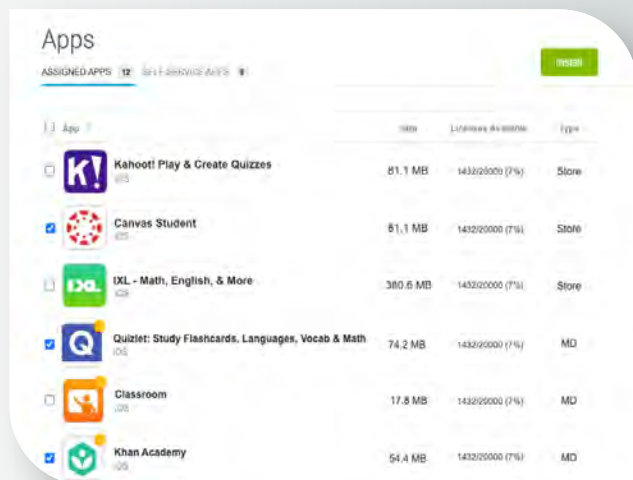 Apps
Install
ASSIGNED APPS 12 SELF-SERVICE APPS
App Size Licenses Available Type
K!
Kahoot! Play & Create Quizzes 81.1 MB 1432/20000 (7%) Store
iOS
Canvas Student 81.1 MB 1432/20000 (7%) Store
iOS
IXL
IXL - Math, English, & More 380.6 MB 1432/20000 (7%) Store
iOS
Q
Quizlet: Study Flashcards, Languages, Vocab & Math 74.2 MB 1432/20000 (7%) MD
iOS
Classroom 17.8 MB 1432/20000 (7%) MD
iOS
Khan Academy 54.4 MB 1432/20000 (7%) MD
iOS